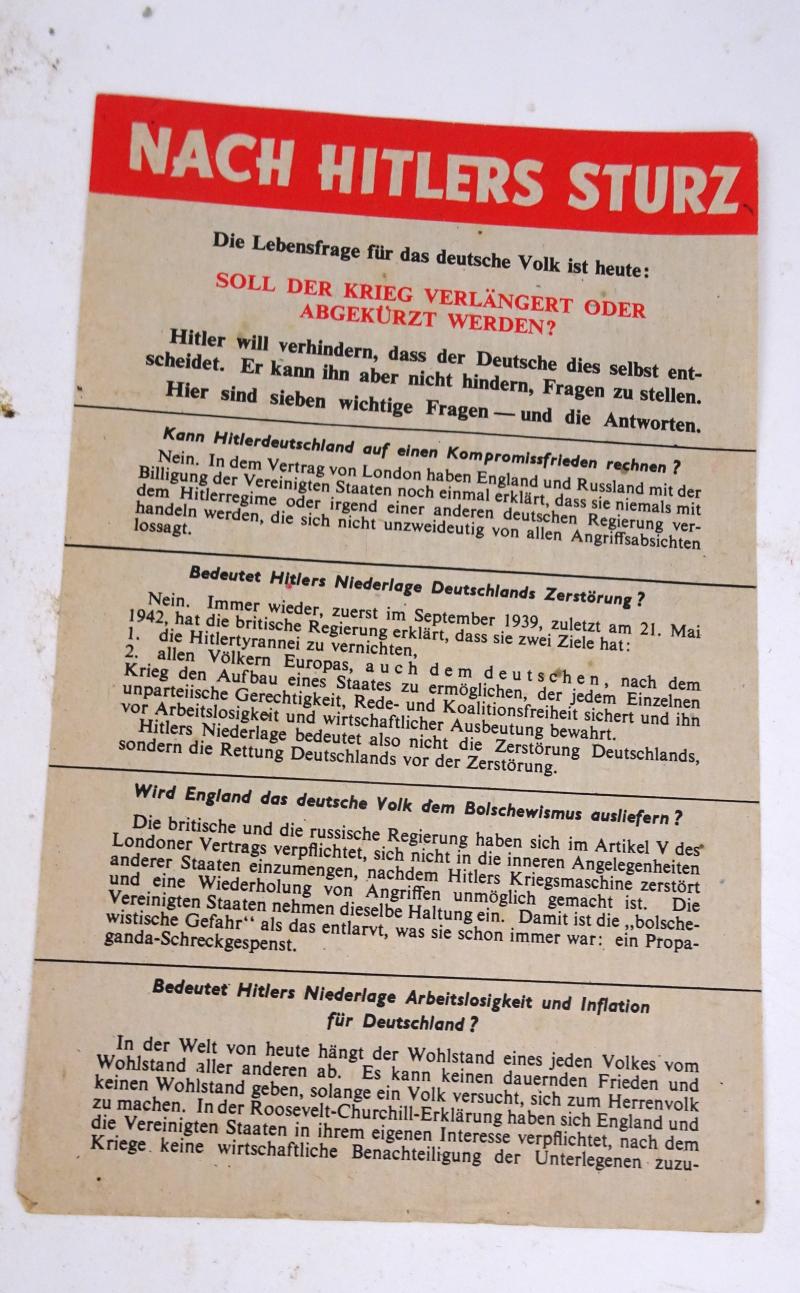 NACH HITLERS STURZ
Die Lebensfrage für das deutsche Volk ist heute:
SOLL DER KRIEG VERLÄNGERT ODER
ABGEKÜRZT WERDEN?
Hitler will verhindern, dass der Deutsche dies selbst ent-
scheidet. Er kann ihn aber nicht hindern, Fragen zu stellen.
Hier sind sieben wichtige Fragen — und die Antworten.
Kann Hitlerdeutschland auf einen Kompromissfrieden rechnen ?
Nein. In dem Vertrag von London haben England und Russland mit der
Billigung der Vereinigten Staaten noch einmal erklärt, dass sie niemals mit
dem Hitlerregime oder irgend einer anderen deutschen Regierung ver-
handeln werden, die sich nicht unzweideutig von allen Angriffsabsichten
lossagt.
Bedeutet Hitlers Niederlage Deutschlands Zerstörung ?
Nein. Immer wieder, zuerst im September 1939, zuletzt am 21. Mai
1942, hat die britische Regierung erklärt, dass sie zwei Ziele hat:
1. die Hitlertyrannei zu vernichten,
2. allen Völkern Europas, auch dem deutschen, nach dem
Krieg den Aufbau eines Staates zu ermöglichen, der jedem Einzelnen
unparteiische Gerechtigkeit, Rede- und Koalitionsfreiheit sichert und ihn
vor Arbeitslosigkeit und wirtschaftlicher Ausbeutung bewahrt.
Hitlers Niederlage bedeutet also nicht die Zerstörung Deutschlands,
sondern die Rettung Deutschlands vor der Zerstörung.
Wird England das deutsche Volk dem Bolschewismus ausliefern ?
Die britische und die russische Regierung haben sich im Artikel V des
Londoner Vertrags verpflichtet, sich nicht in die inneren Angelegenheiten
anderer Staaten einzumengen, nachdem Hitlers Kriegsmaschine zerstört
und eine Wiederholung von Angriffen unmöglich gemacht ist. Die
Vereinigten Staaten nehmen dieselbe Haltung ein. Damit ist die „bolsche-
wistische Gefahr“ als das entlarvt, was sie schon immer war: ein Propa-
ganda-Schreckgespenst.
Bedeutet Hitlers Niederlage Arbeitslosigkeit und Inflation
für Deutschland ?
In der Welt von heute hängt der Wohlstand eines jeden Volkes vom
Wohlstand aller anderen ab. Es kann keinen dauernden Frieden und
keinen Wohlstand geben, solange ein Volk versucht, sich zum Herrenvolk
zu machen. In der Roosevelt-Churchill-Erklärung haben sich England und
die Vereinigten Staaten in ihrem eigenen Interesse verpflichtet, nach dem
Kriege keine wirtschaftliche Benachteiligung der Unterlegenen zuzu-